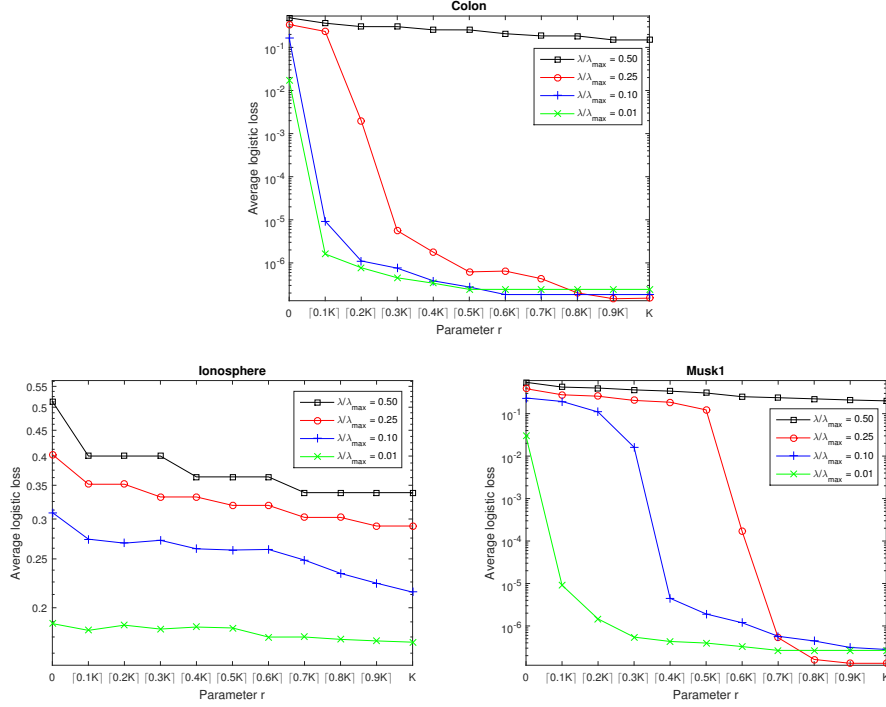 Colon
10^-1
10^-2
10^-3
10^-4
10^-5
10^-6
Average logistic loss
λ/λmax = 0.50
λ/λmax = 0.25
λ/λmax = 0.10
λ/λmax = 0.01
0 ⌈0.1K⌉ ⌈0.2K⌉ ⌈0.3K⌉ ⌈0.4K⌉ ⌈0.5K⌉ ⌈0.6K⌉ ⌈0.7K⌉ ⌈0.8K⌉ ⌈0.9K⌉ K
Parameter r
Ionosphere
0.55
0.5
0.4
0.35
0.3
0.25
0.2
Average logistic loss
λ/λmax = 0.50
λ/λmax = 0.25
λ/λmax = 0.10
λ/λmax = 0.01
0 ⌈0.1K⌉ ⌈0.2K⌉ ⌈0.3K⌉ ⌈0.4K⌉ ⌈0.5K⌉ ⌈0.6K⌉ ⌈0.7K⌉ ⌈0.8K⌉ ⌈0.9K⌉ K
Parameter r
Musk1
10^-1
10^-2
10^-3
10^-4
10^-5
10^-6
Average logistic loss
λ/λmax = 0.50
λ/λmax = 0.25
λ/λmax = 0.10
λ/λmax = 0.01
0 ⌈0.1K⌉ ⌈0.2K⌉ ⌈0.3K⌉ ⌈0.4K⌉ ⌈0.5K⌉ ⌈0.6K⌉ ⌈0.7K⌉ ⌈0.8K⌉ ⌈0.9K⌉ K
Parameter r